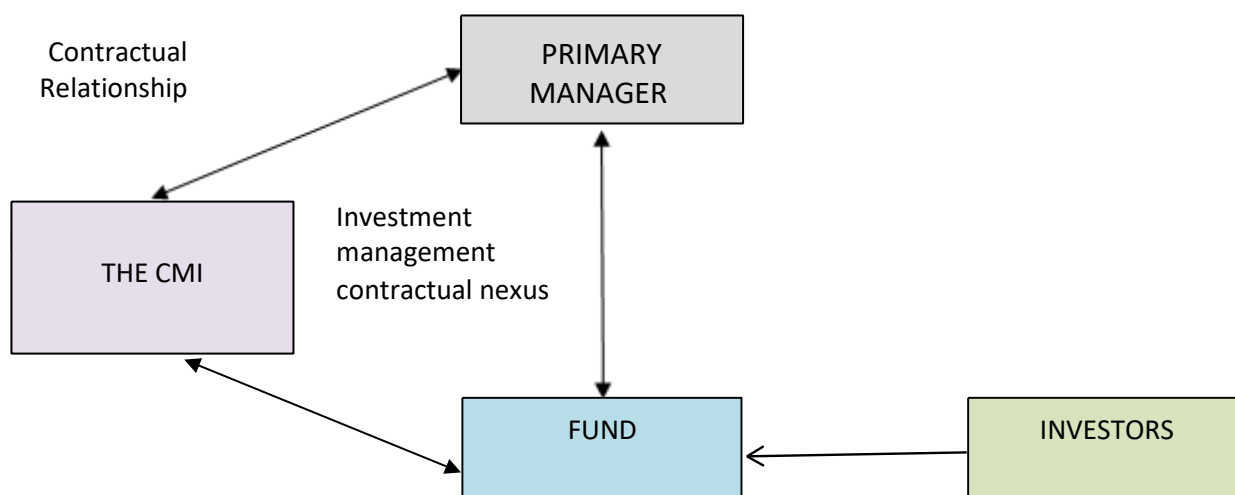 Contractual
Relationship
PRIMARY
MANAGER
THE CMI
Investment
management
contractual nexus
FUND
INVESTORS